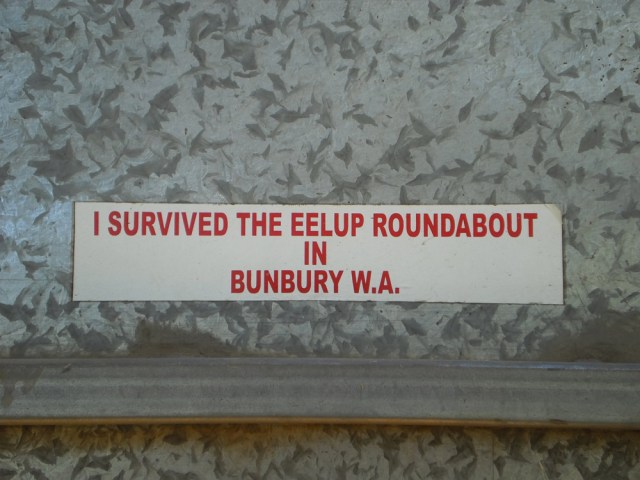 I SURVIVED THE EELUP ROUNDABOUT
IN
BUNBURY W.A.